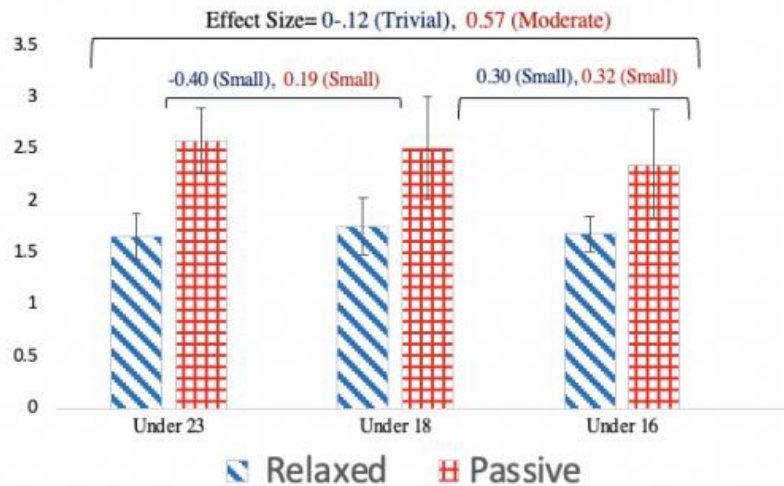 Effect Size= 0-.12 (Trivial), 0.57 (Moderate)
3.5
-0.40 (Small), 0.19 (Small)
0.30 (Small), 0.32 (Small)
3
2.5
2
1.5
1
0.5
0
Under 23
Under 18
Under 16
Relaxed
Passive